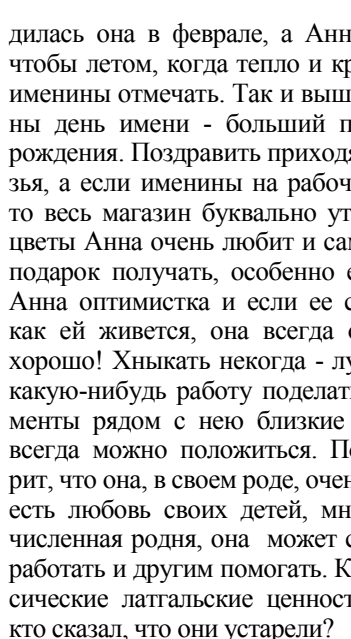 дилась она в феврале, а Анн
чтобы летом, когда тепло и кр
именины отмечать. Так и выш
ны день имени - больший п
рождения. Поздравить приходя
зья, а если именины на рабоч
то весь магазин буквально ут
цветы Анна очень любит и сам
подарок получать, особенно е
Анна оптимистка и если ее с
как ей живется, она всегда о
хорошо! Хныкать некогда - лу
какую-нибудь работу поделат
менты рядом с нею близкие
всегда можно положиться. По
рит, что она, в своем роде, очен
есть любовь своих детей, мн
численная родня, она может с
работать и другим помогать. К
сические латгальские ценност
кто сказал, что они устарели?